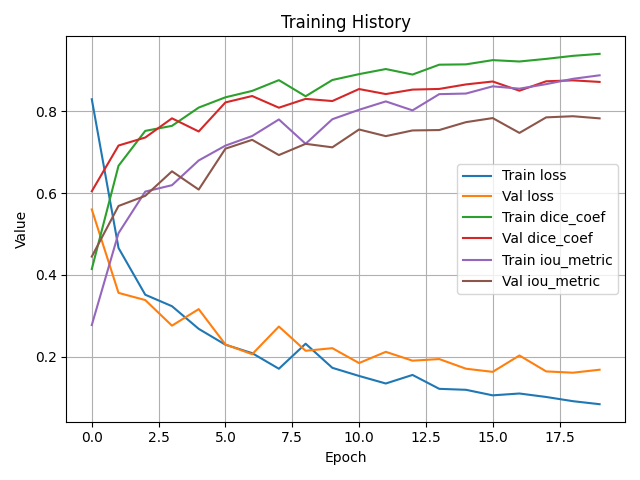 Training History
Value
0.8
0.6
0.4
0.2
Train loss
Val loss
Train dice_coef
Val dice_coef
Train iou_metric
Val iou_metric
0.0 2.5 5.0 7.5 10.0 12.5 15.0 17.5
Epoch